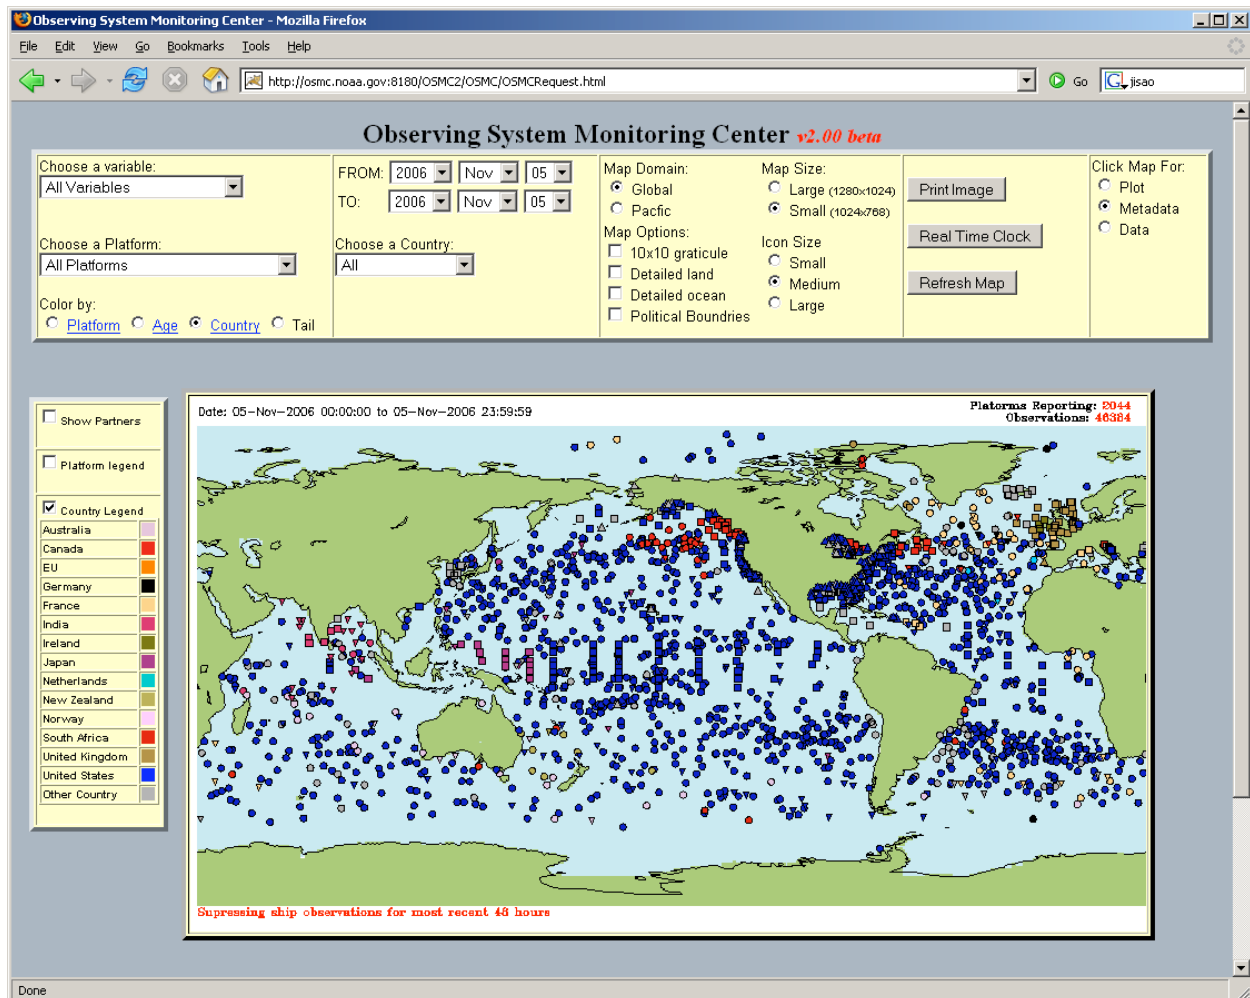 Observing System Monitoring Center - Mozilla Firefox
File Edit View Go Bookmarks Tools Help
http://osmc.noaa.gov:8180/OSMC2/OSMC/OSMCRequest.html
Go
G jisao
Observing System Monitoring Center v2.00 beta
Choose a variable:
All Variables
Choose a Platform:
All Platforms
Color by:
Platform Age Country Tail
FROM: 2006 Nov 05
TO: 2006 Nov 05
Choose a Country:
All
Map Domain:
Global
Pacfic
Map Options:
10x10 graticule
Detailed land
Detailed ocean
Political Boundries
Map Size:
Large (1280x1024)
Small (1024x768)
Icon Size
Small
Medium
Large
Print Image
Real Time Clock
Refresh Map
Click Map For:
Plot
Metadata
Data
Show Partners
Platform legend
Country Legend
Australia
Canada
EU
Germany
France
India
Ireland
Japan
Netherlands
New Zealand
Norway
South Africa
United Kingdom
United States
Other Country
Date: 05-Nov-2006 00:00:00 to 05-Nov-2006 23:59:59
Platorms Reporting: 2044
Observations: 46384
Supressing ship observations for most recent 48 hours
Done